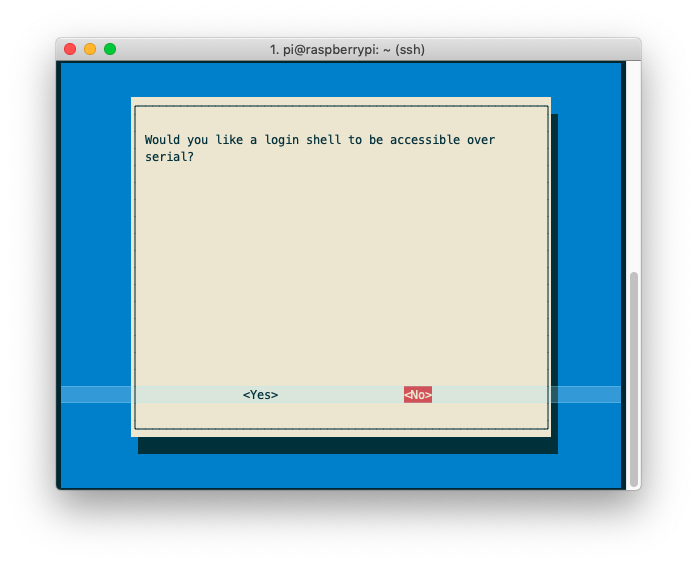 1. pi@raspberrypi: ~ (ssh)
Would you like a login shell to be accessible over
serial?
<Yes> <No>